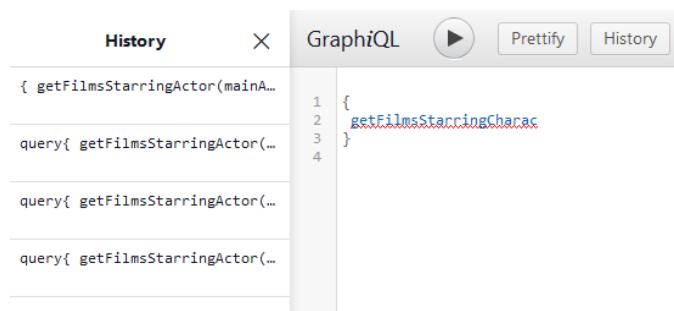 History
{ getFilmsStarringActor(mainA…
query{ getFilmsStarringActor(…
query{ getFilmsStarringActor(…
query{ getFilmsStarringActor(…
GraphiQL Prettify History
1 {
2 getFilmsStarringCharac
3 }
4